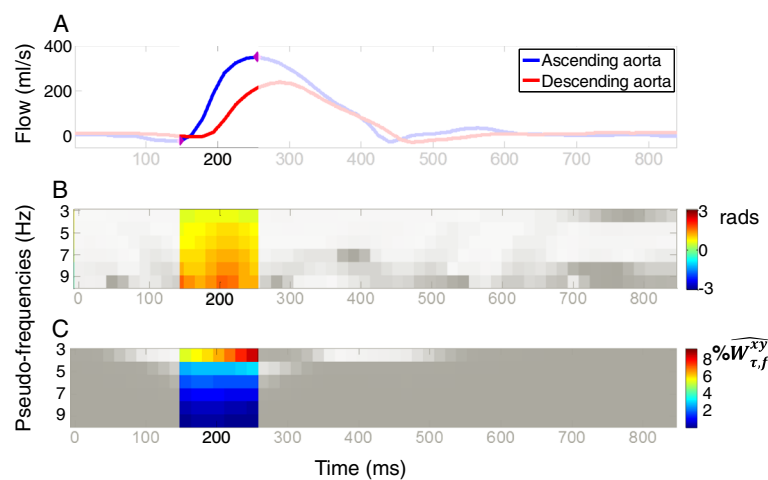 A
Flow (ml/s)
400
200
0
Ascending aorta
Descending aorta
100 200 300 400 500 600 700 800
B
Pseudo-frequencies (Hz)
3
5
7
9
0 100 200 300 400 500 600 700 800
3 rads
0
-3
C
3
5
7
9
0 100 200 300 400 500 600 700 800
%W^xy_τ,f
8
6
4
2
Time (ms)